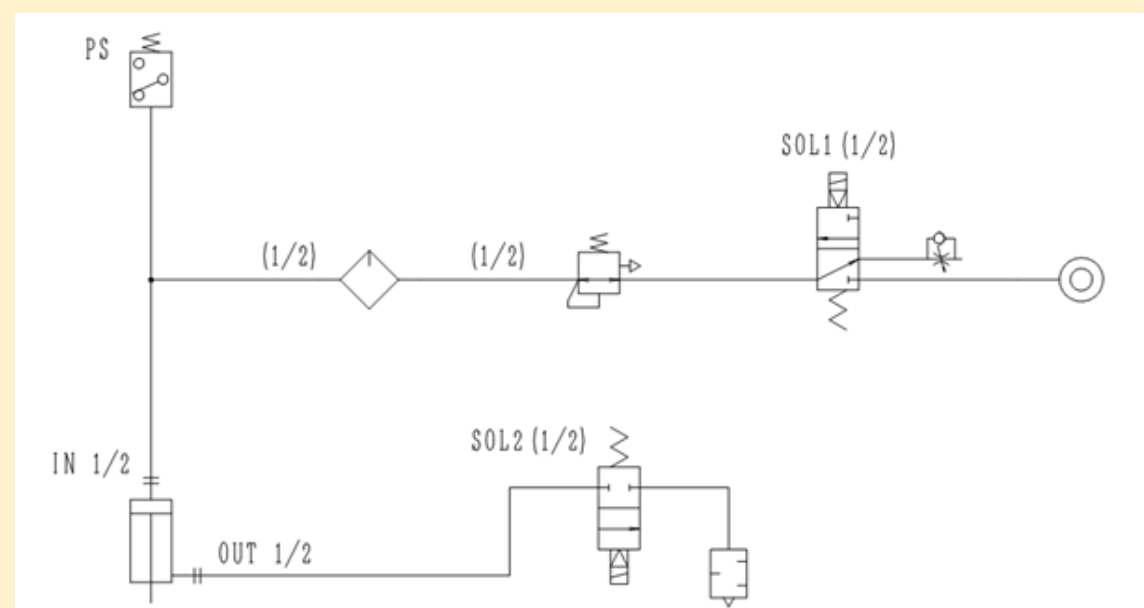 PS
SOL1(1/2)
(1/2)
(1/2)
SOL2(1/2)
IN 1/2
OUT 1/2